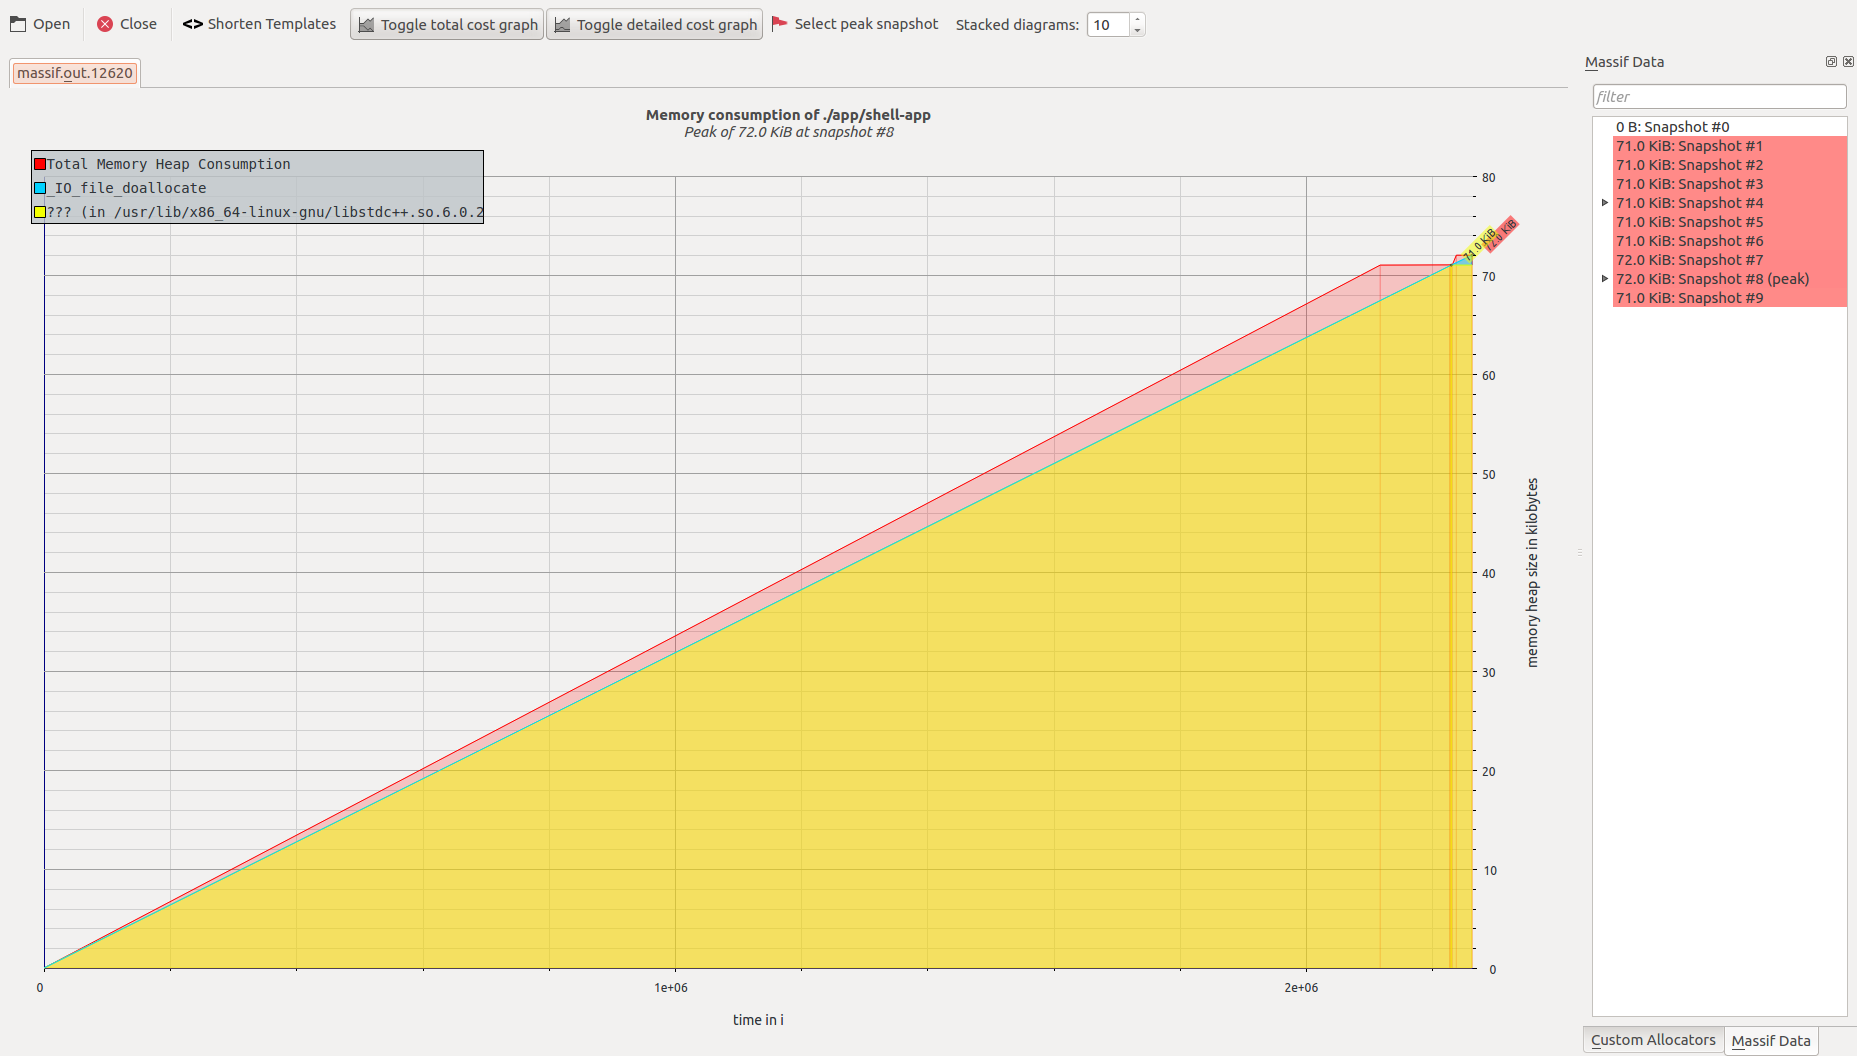 Open Close <> Shorten Templates Toggle total cost graph Toggle detailed cost graph Select peak snapshot Stacked diagrams: 10
massif.out.12620
Memory consumption of ./app/shell-app
Peak of 72.0 KiB at snapshot #8
Total Memory Heap Consumption
_IO_file_doallocate
??? (in /usr/lib/x86_64-linux-gnu/libstdc++.so.6.0.2
71.0 KiB
72.0 KiB
80
70
60
50
40
30
20
10
0
memory heap size in kilobytes
0 1e+06 2e+06
time in i
Massif Data
filter
0 B: Snapshot #0
71.0 KiB: Snapshot #1
71.0 KiB: Snapshot #2
71.0 KiB: Snapshot #3
71.0 KiB: Snapshot #4
71.0 KiB: Snapshot #5
71.0 KiB: Snapshot #6
72.0 KiB: Snapshot #7
72.0 KiB: Snapshot #8 (peak)
71.0 KiB: Snapshot #9
Custom Allocators Massif Data